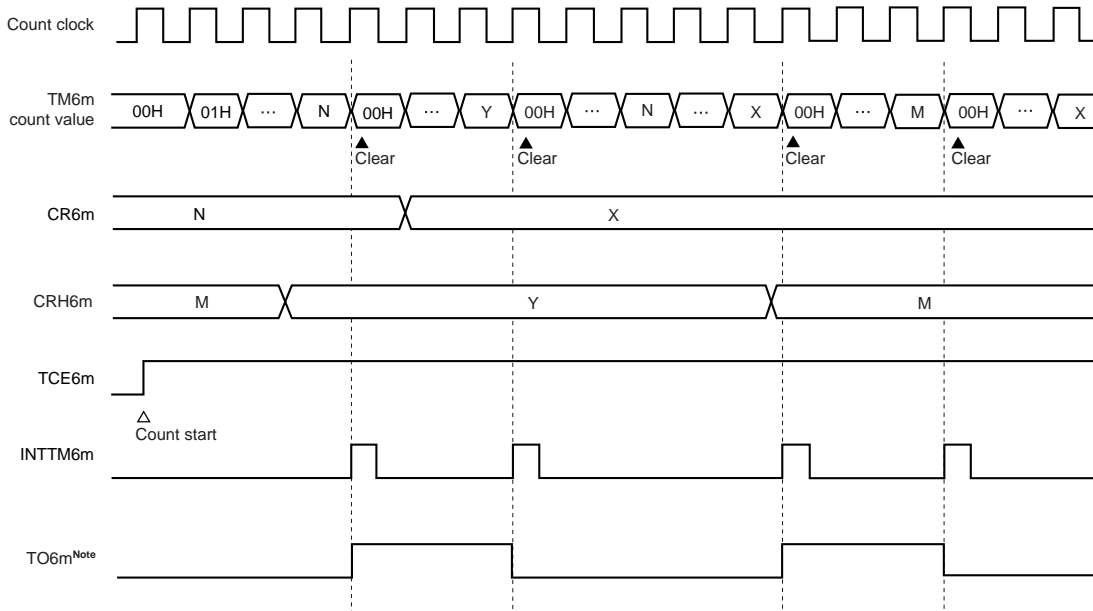 Count clock
TM6m
count value
00H 01H ... N 00H ... Y 00H ... N ... X 00H ... M 00H ... X
Clear Clear Clear Clear
CR6m N X
CRH6m M Y M
TCE6m
Count start
INTTM6m
TO6mNote